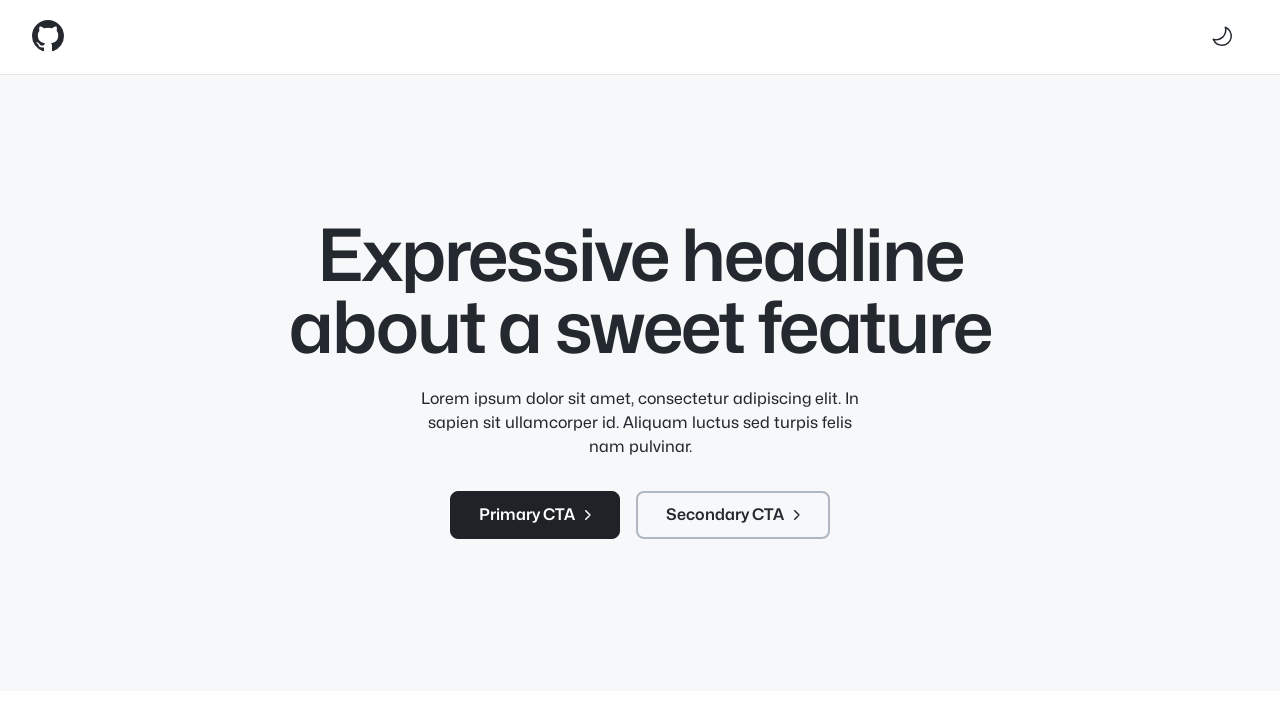 Expressive headline
about a sweet feature
Lorem ipsum dolor sit amet, consectetur adipiscing elit. In
sapien sit ullamcorper id. Aliquam luctus sed turpis felis
nam pulvinar.
Primary CTA
Secondary CTA